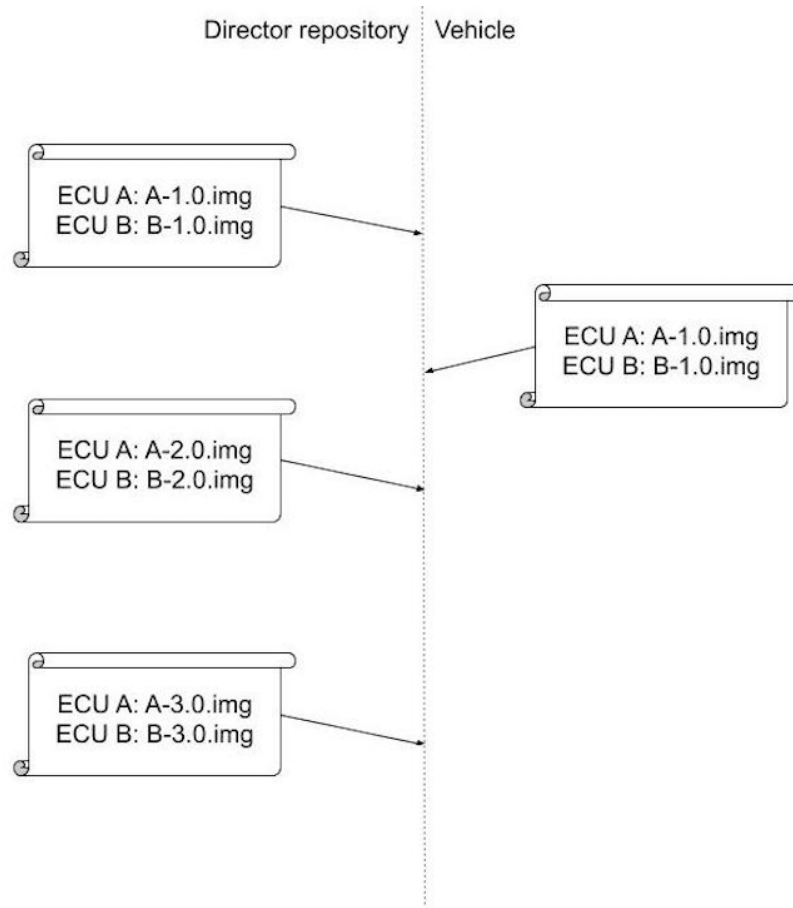 Director repository
Vehicle
ECU A: A-1.0.img
ECU B: B-1.0.img
ECU A: A-1.0.img
ECU B: B-1.0.img
ECU A: A-2.0.img
ECU B: B-2.0.img
ECU A: A-3.0.img
ECU B: B-3.0.img